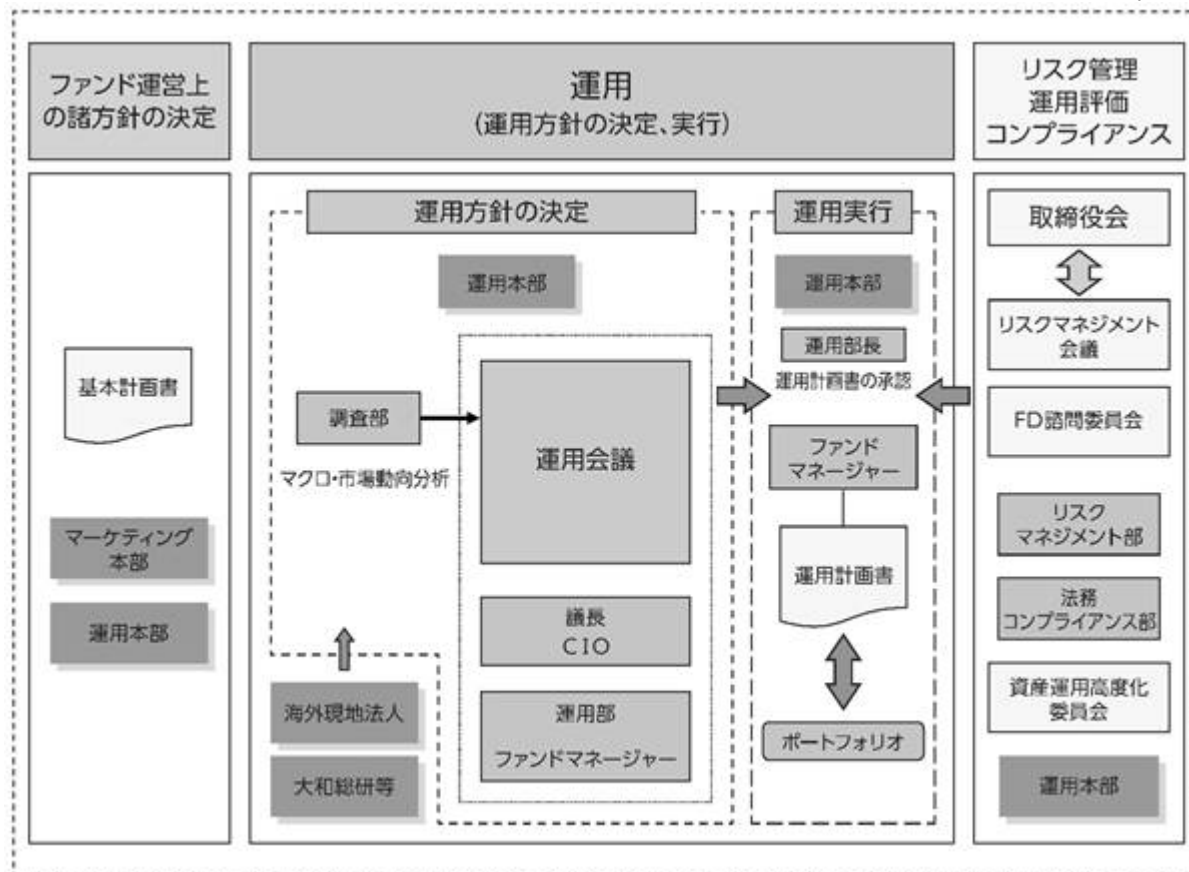 ファンド運営上
の諸方針の決定
運用
(運用方針の決定、実行)
リスク管理
運用評価
コンプライアンス
基本計画書
マーケティング
本部
運用本部
運用方針の決定
運用本部
調査部
マクロ・市場動向分析
運用会議
議長
CIO
運用部
ファンドマネージャー
海外現地法人
大和総研等
運用実行
運用本部
運用部長
運用計画書の承認
ファンド
マネージャー
運用計画書
ポートフォリオ
取締役会
リスクマネジメント
会議
FD諮問委員会
リスク
マネジメント部
法務
コンプライアンス部
資産運用高度化
委員会
運用本部